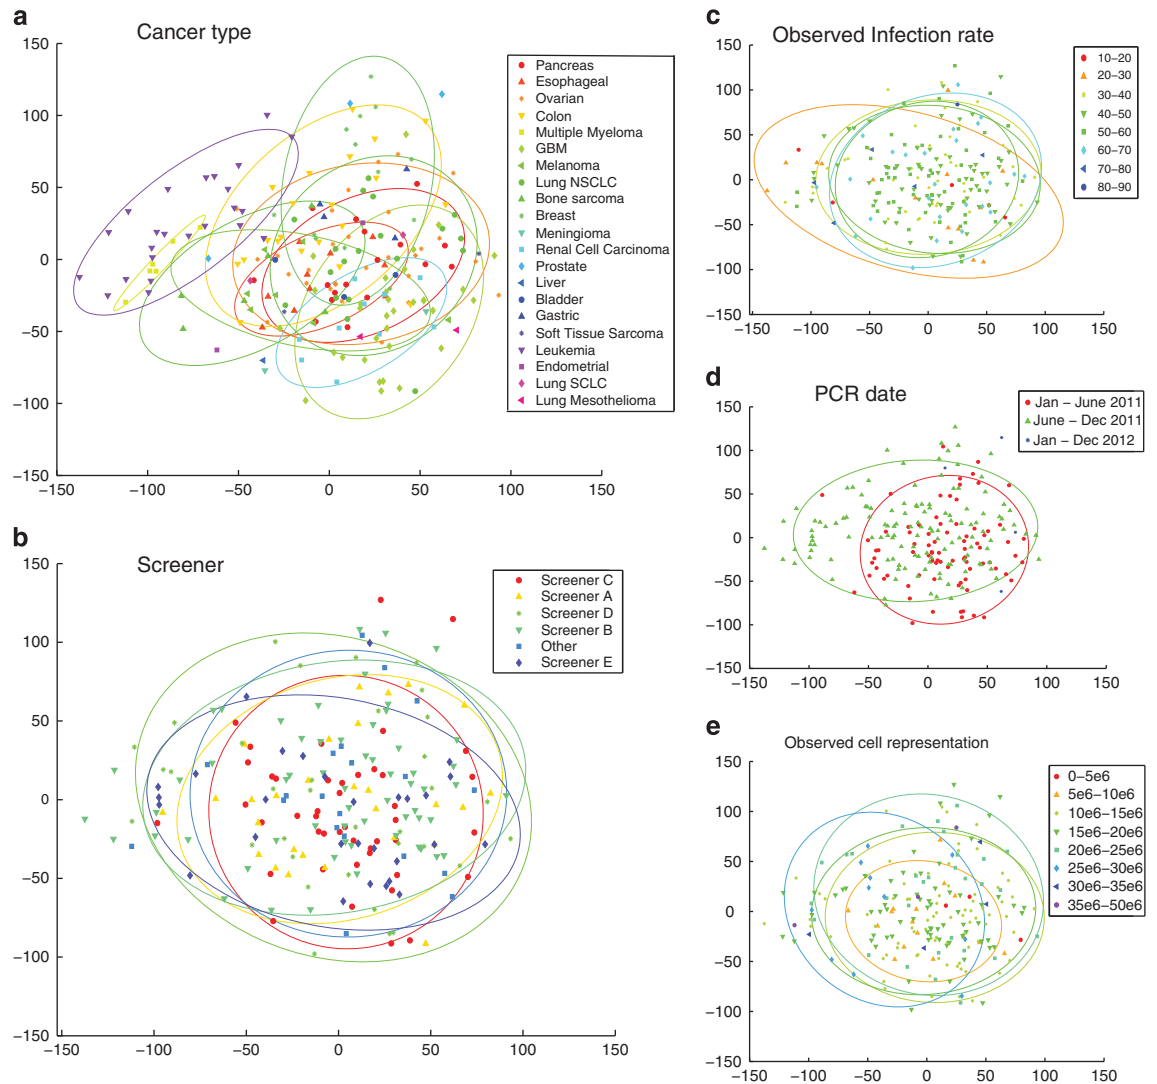 a
Cancer type
150
100
50
0
−50
−100
−150
−150
−100
−50
0
50
100
150
Pancreas
Esophageal
Ovarian
Colon
Multiple Myeloma
GBM
Melanoma
Lung NSCLC
Bone sarcoma
Breast
Meningioma
Renal Cell Carcinoma
Prostate
Liver
Bladder
Gastric
Soft Tissue Sarcoma
Leukemia
Endometrial
Lung SCLC
Lung Mesothelioma
b
Screener
150
100
50
0
−50
−100
−150
−150
−100
−50
0
50
100
150
Screener C
Screener A
Screener D
Screener B
Other
Screener E
c
Observed Infection rate
150
100
50
0
−50
−100
−150
−150
−100
−50
0
50
100
150
10−20
20−30
30−40
40−50
50−60
60−70
70−80
80−90
d
PCR date
150
100
50
0
−50
−100
−150
−150
−100
−50
0
50
100
150
Jan − June 2011
June − Dec 2011
Jan − Dec 2012
e
Observed cell representation
150
100
50
0
−50
−100
−150
−150
−100
−50
0
50
100
150
0−5e6
5e6−10e6
10e6−15e6
15e6−20e6
20e6−25e6
25e6−30e6
30e6−35e6
35e6−50e6